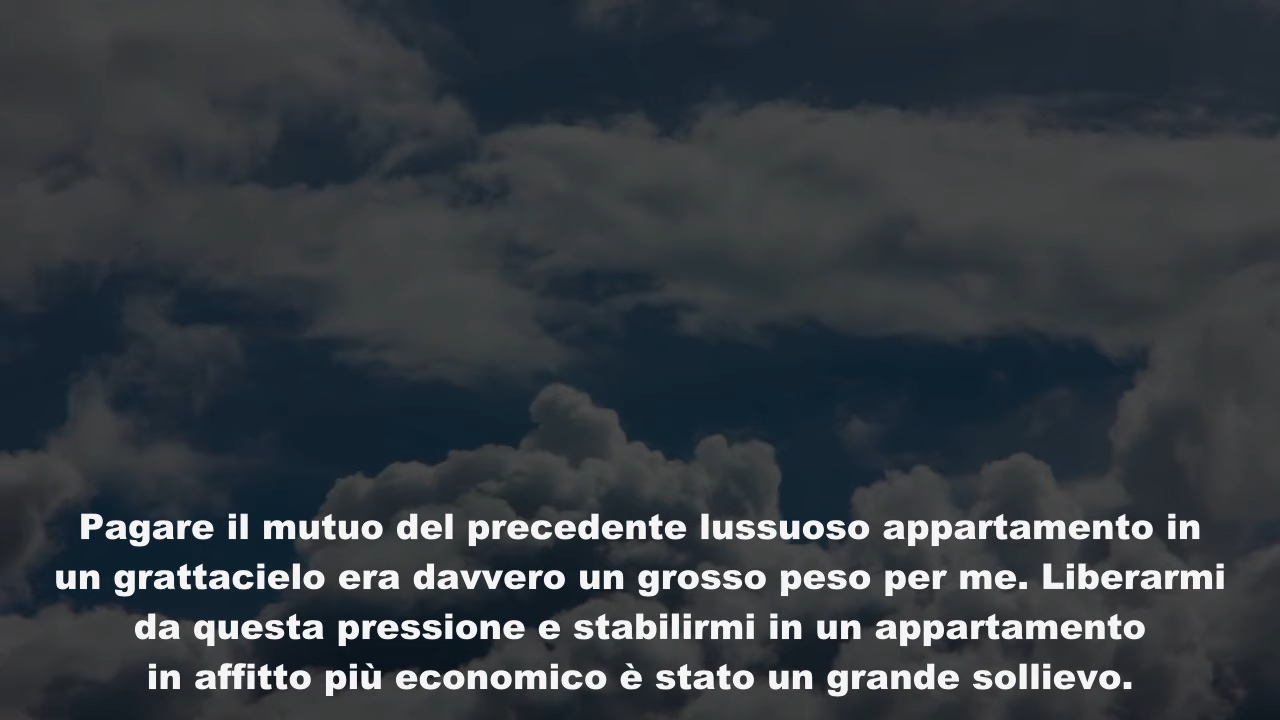 Pagare il mutuo del precedente lussuoso appartamento in
un grattacielo era davvero un grosso peso per me. Liberarmi
da questa pressione e stabilirmi in un appartamento
in affitto più economico è stato un grande sollievo.